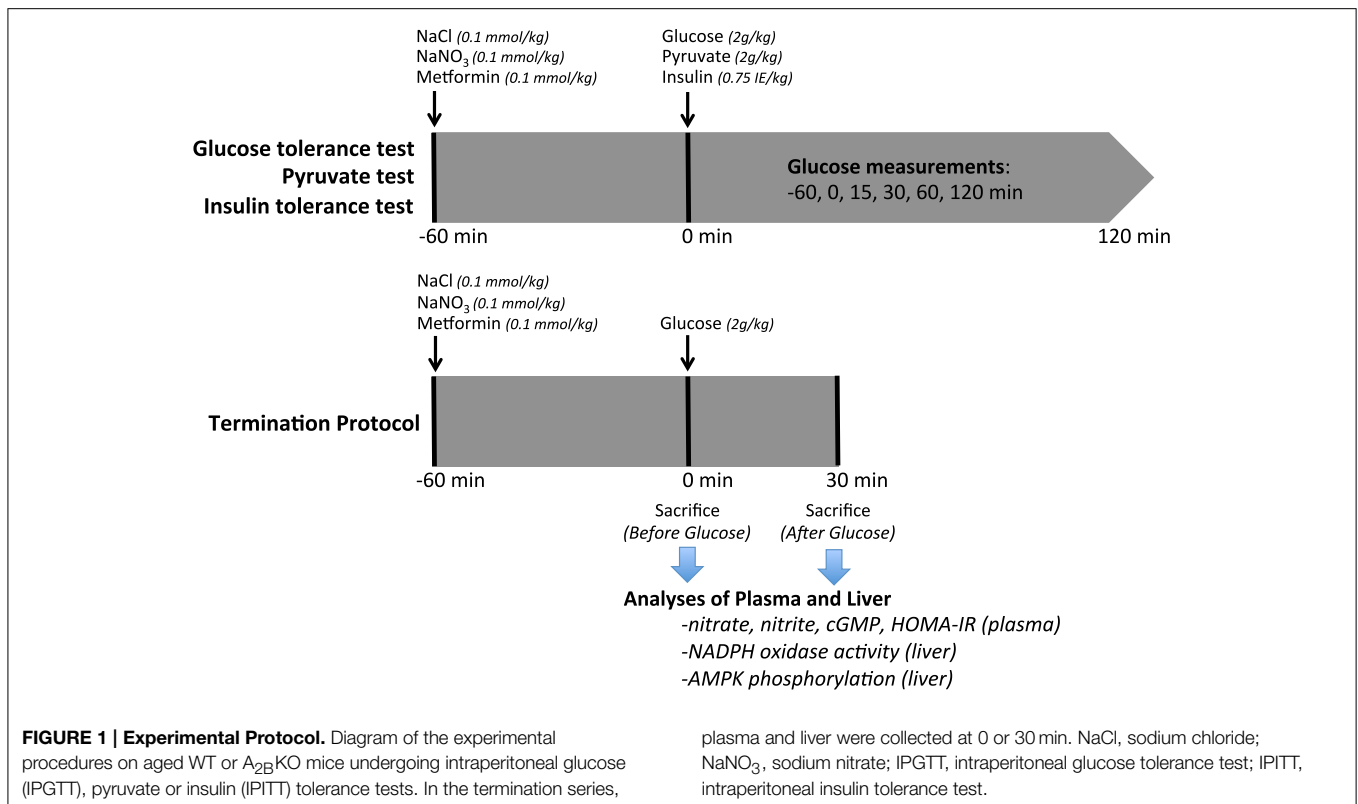 NaCl (0.1 mmol/kg)
NaNO3 (0.1 mmol/kg)
Metformin (0.1 mmol/kg)
Glucose (2g/kg)
Pyruvate (2g/kg)
Insulin (0.75 IE/kg)
Glucose tolerance test
Pyruvate test
Insulin tolerance test
Glucose measurements:
-60, 0, 15, 30, 60, 120 min
-60 min
0 min
120 min
NaCl (0.1 mmol/kg)
NaNO3 (0.1 mmol/kg)
Metformin (0.1 mmol/kg)
Glucose (2g/kg)
Termination Protocol
-60 min
0 min
30 min
Sacrifice
(Before Glucose)
Sacrifice
(After Glucose)
Analyses of Plasma and Liver
-nitrate, nitrite, cGMP, HOMA-IR (plasma)
-NADPH oxidase activity (liver)
-AMPK phosphorylation (liver)
FIGURE 1 | Experimental Protocol. Diagram of the experimental
procedures on aged WT or A2BKO mice undergoing intraperitoneal glucose
(IPGTT), pyruvate or insulin (IPITT) tolerance tests. In the termination series,
plasma and liver were collected at 0 or 30 min. NaCl, sodium chloride;
NaNO3, sodium nitrate; IPGTT, intraperitoneal glucose tolerance test; IPITT,
intraperitoneal insulin tolerance test.